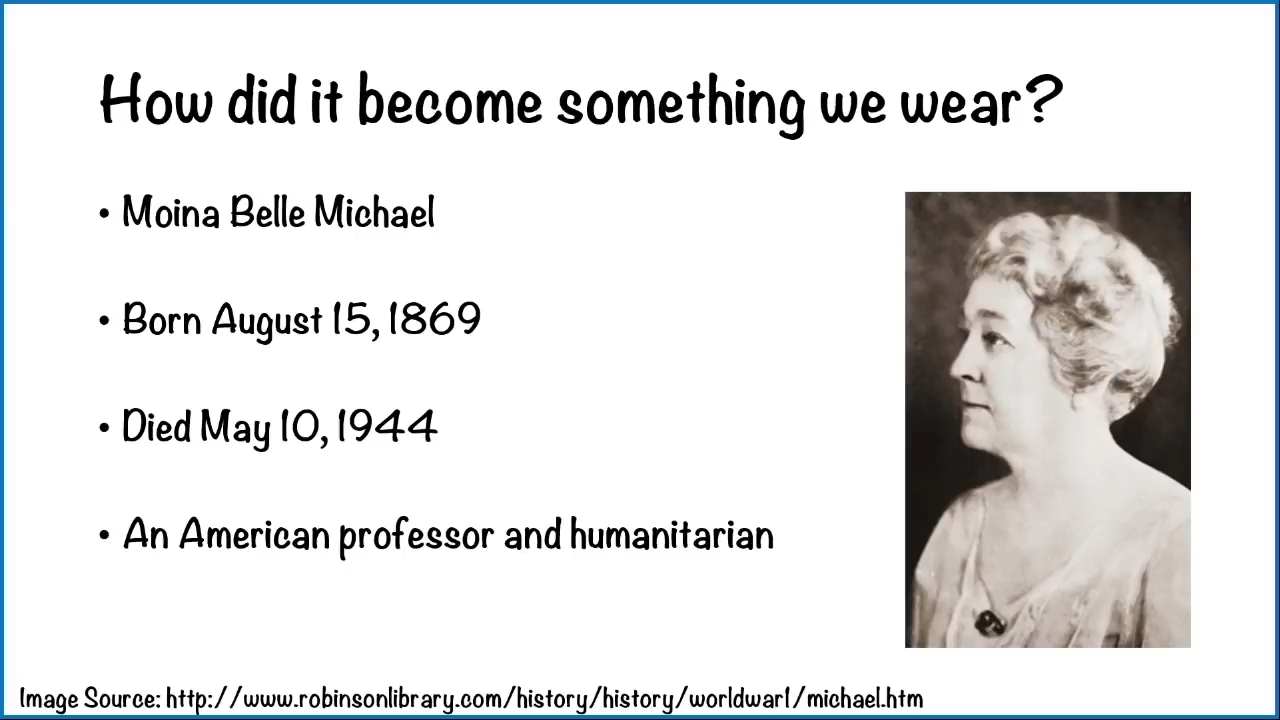 How did it become something we wear?
• Moina Belle Michael
• Born August 15, 1869
• Died May 10, 1944
• An American professor and humanitarian
Image Source: http://www.robinsonlibrary.com/history/history/worldwar1/michael.htm